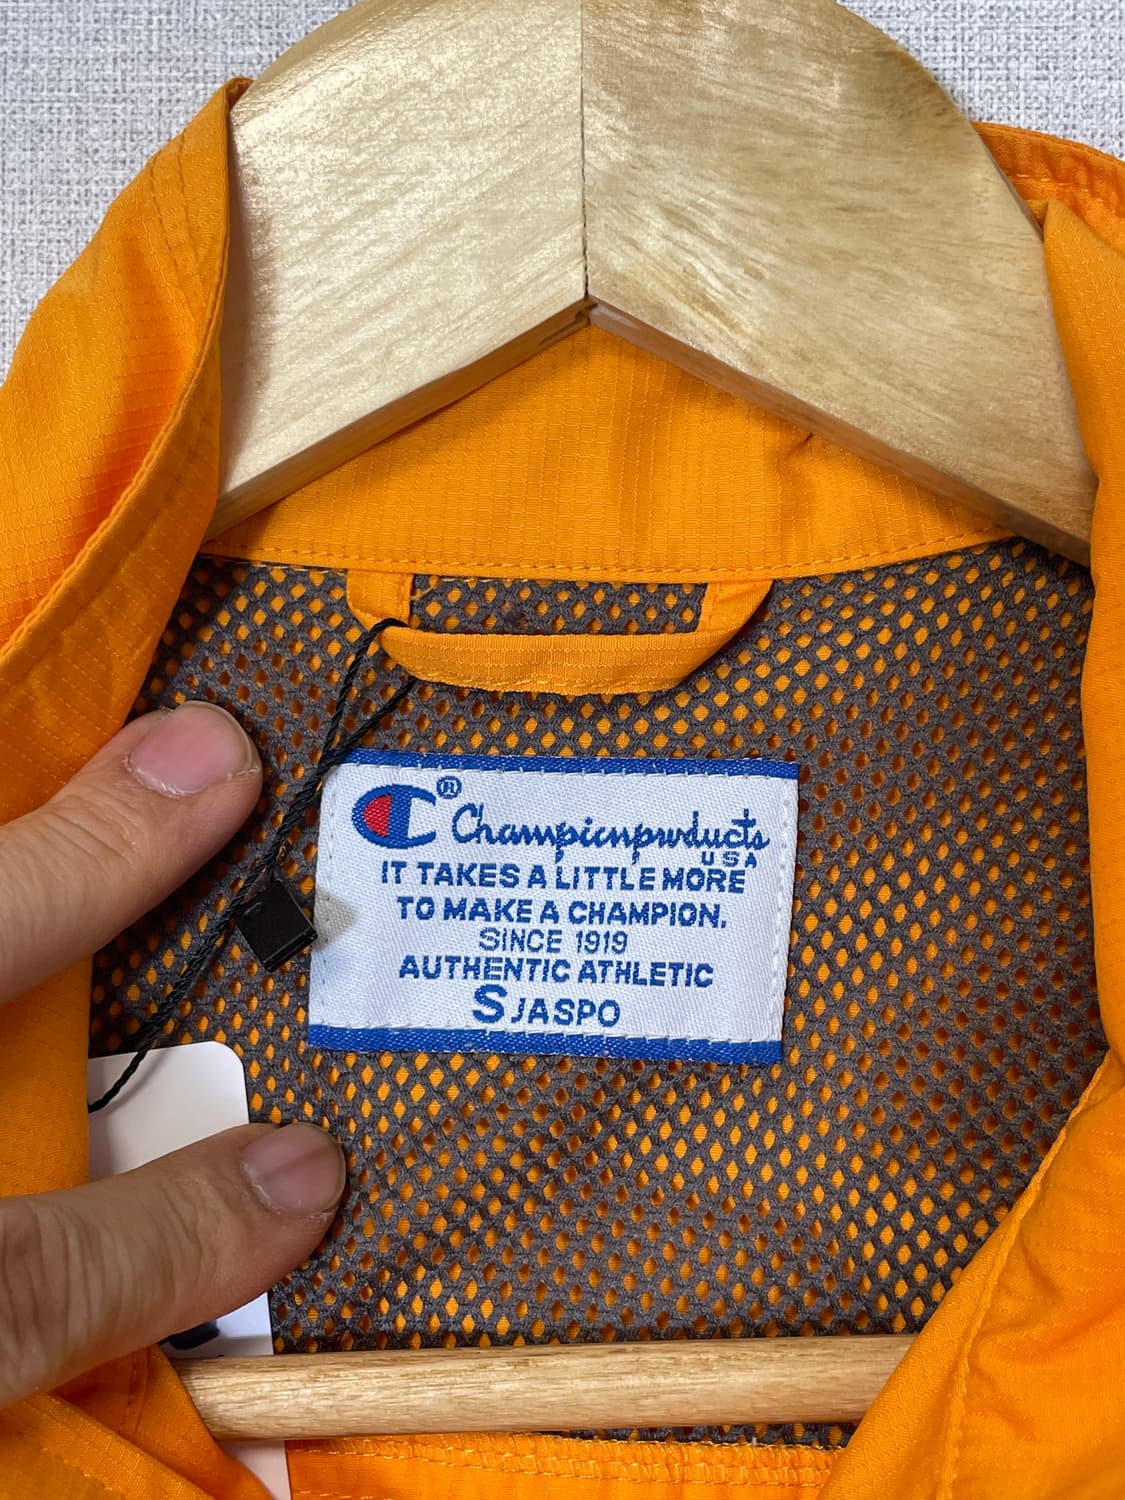 ® Championproducts
USA
IT TAKES A LITTLE MORE
TO MAKE A CHAMPION.
SINCE 1919
AUTHENTIC ATHLETIC
S JASPO